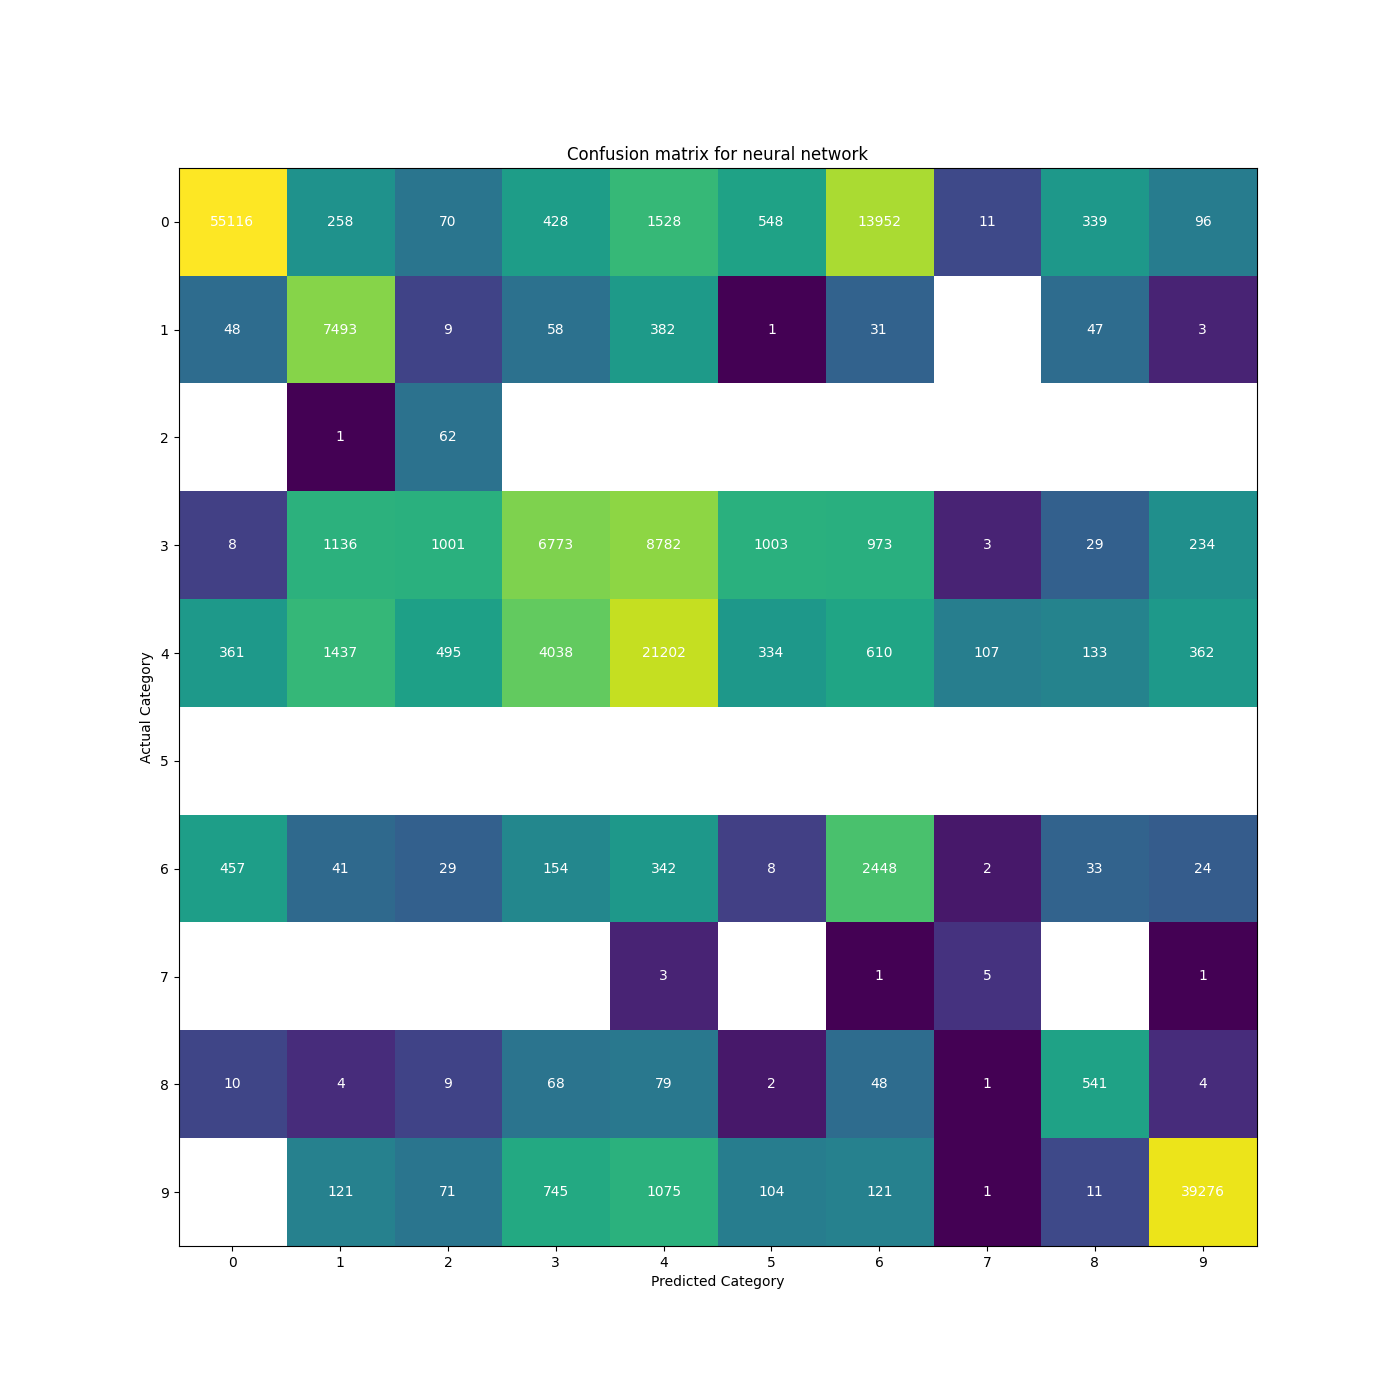 Confusion matrix for neural network
0 55116 258 70 428 1528 548 13952 11 339 96
1 48 7493 9 58 382 1 31 47 3
2 1 62
3 8 1136 1001 6773 8782 1003 973 3 29 234
4 361 1437 495 4038 21202 334 610 107 133 362
Actual Category
5
6 457 41 29 154 342 8 2448 2 33 24
7 3 1 5 1
8 10 4 9 68 79 2 48 1 541 4
9 121 71 745 1075 104 121 1 11 39276
0 1 2 3 4 5 6 7 8 9
Predicted Category